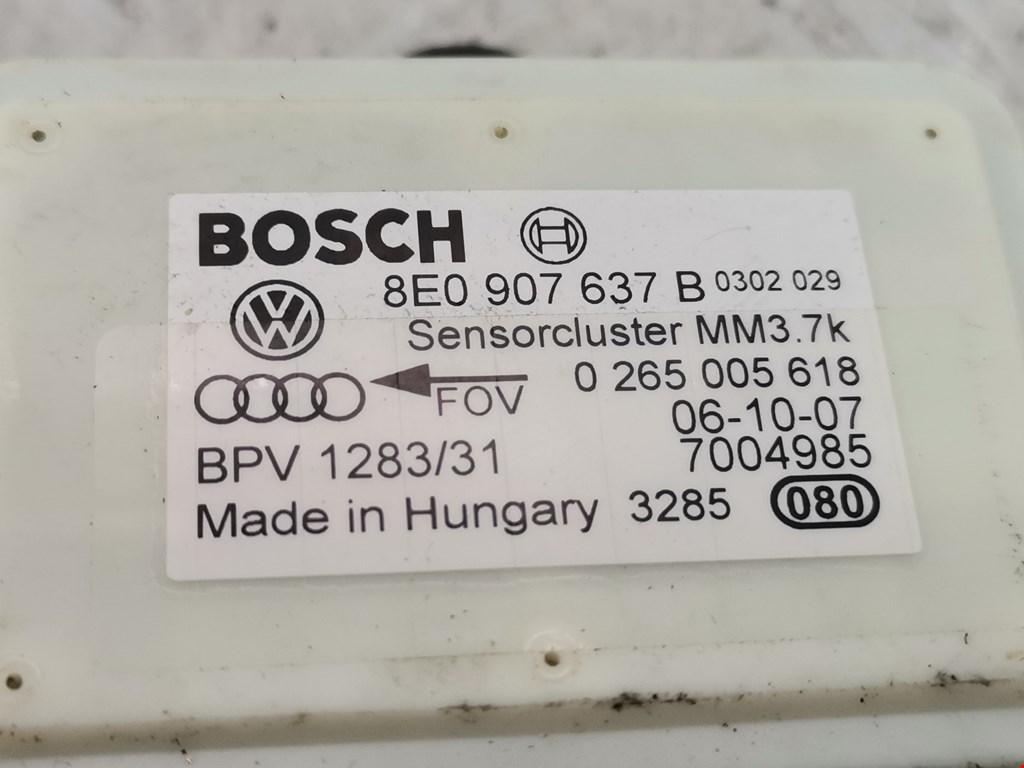 BOSCH
8E0 907 637 B 0302 029
Sensorcluster MM3.7k
0 265 005 618
FOV
06-10-07
BPV 1283/31 7004985
Made in Hungary 3285 080